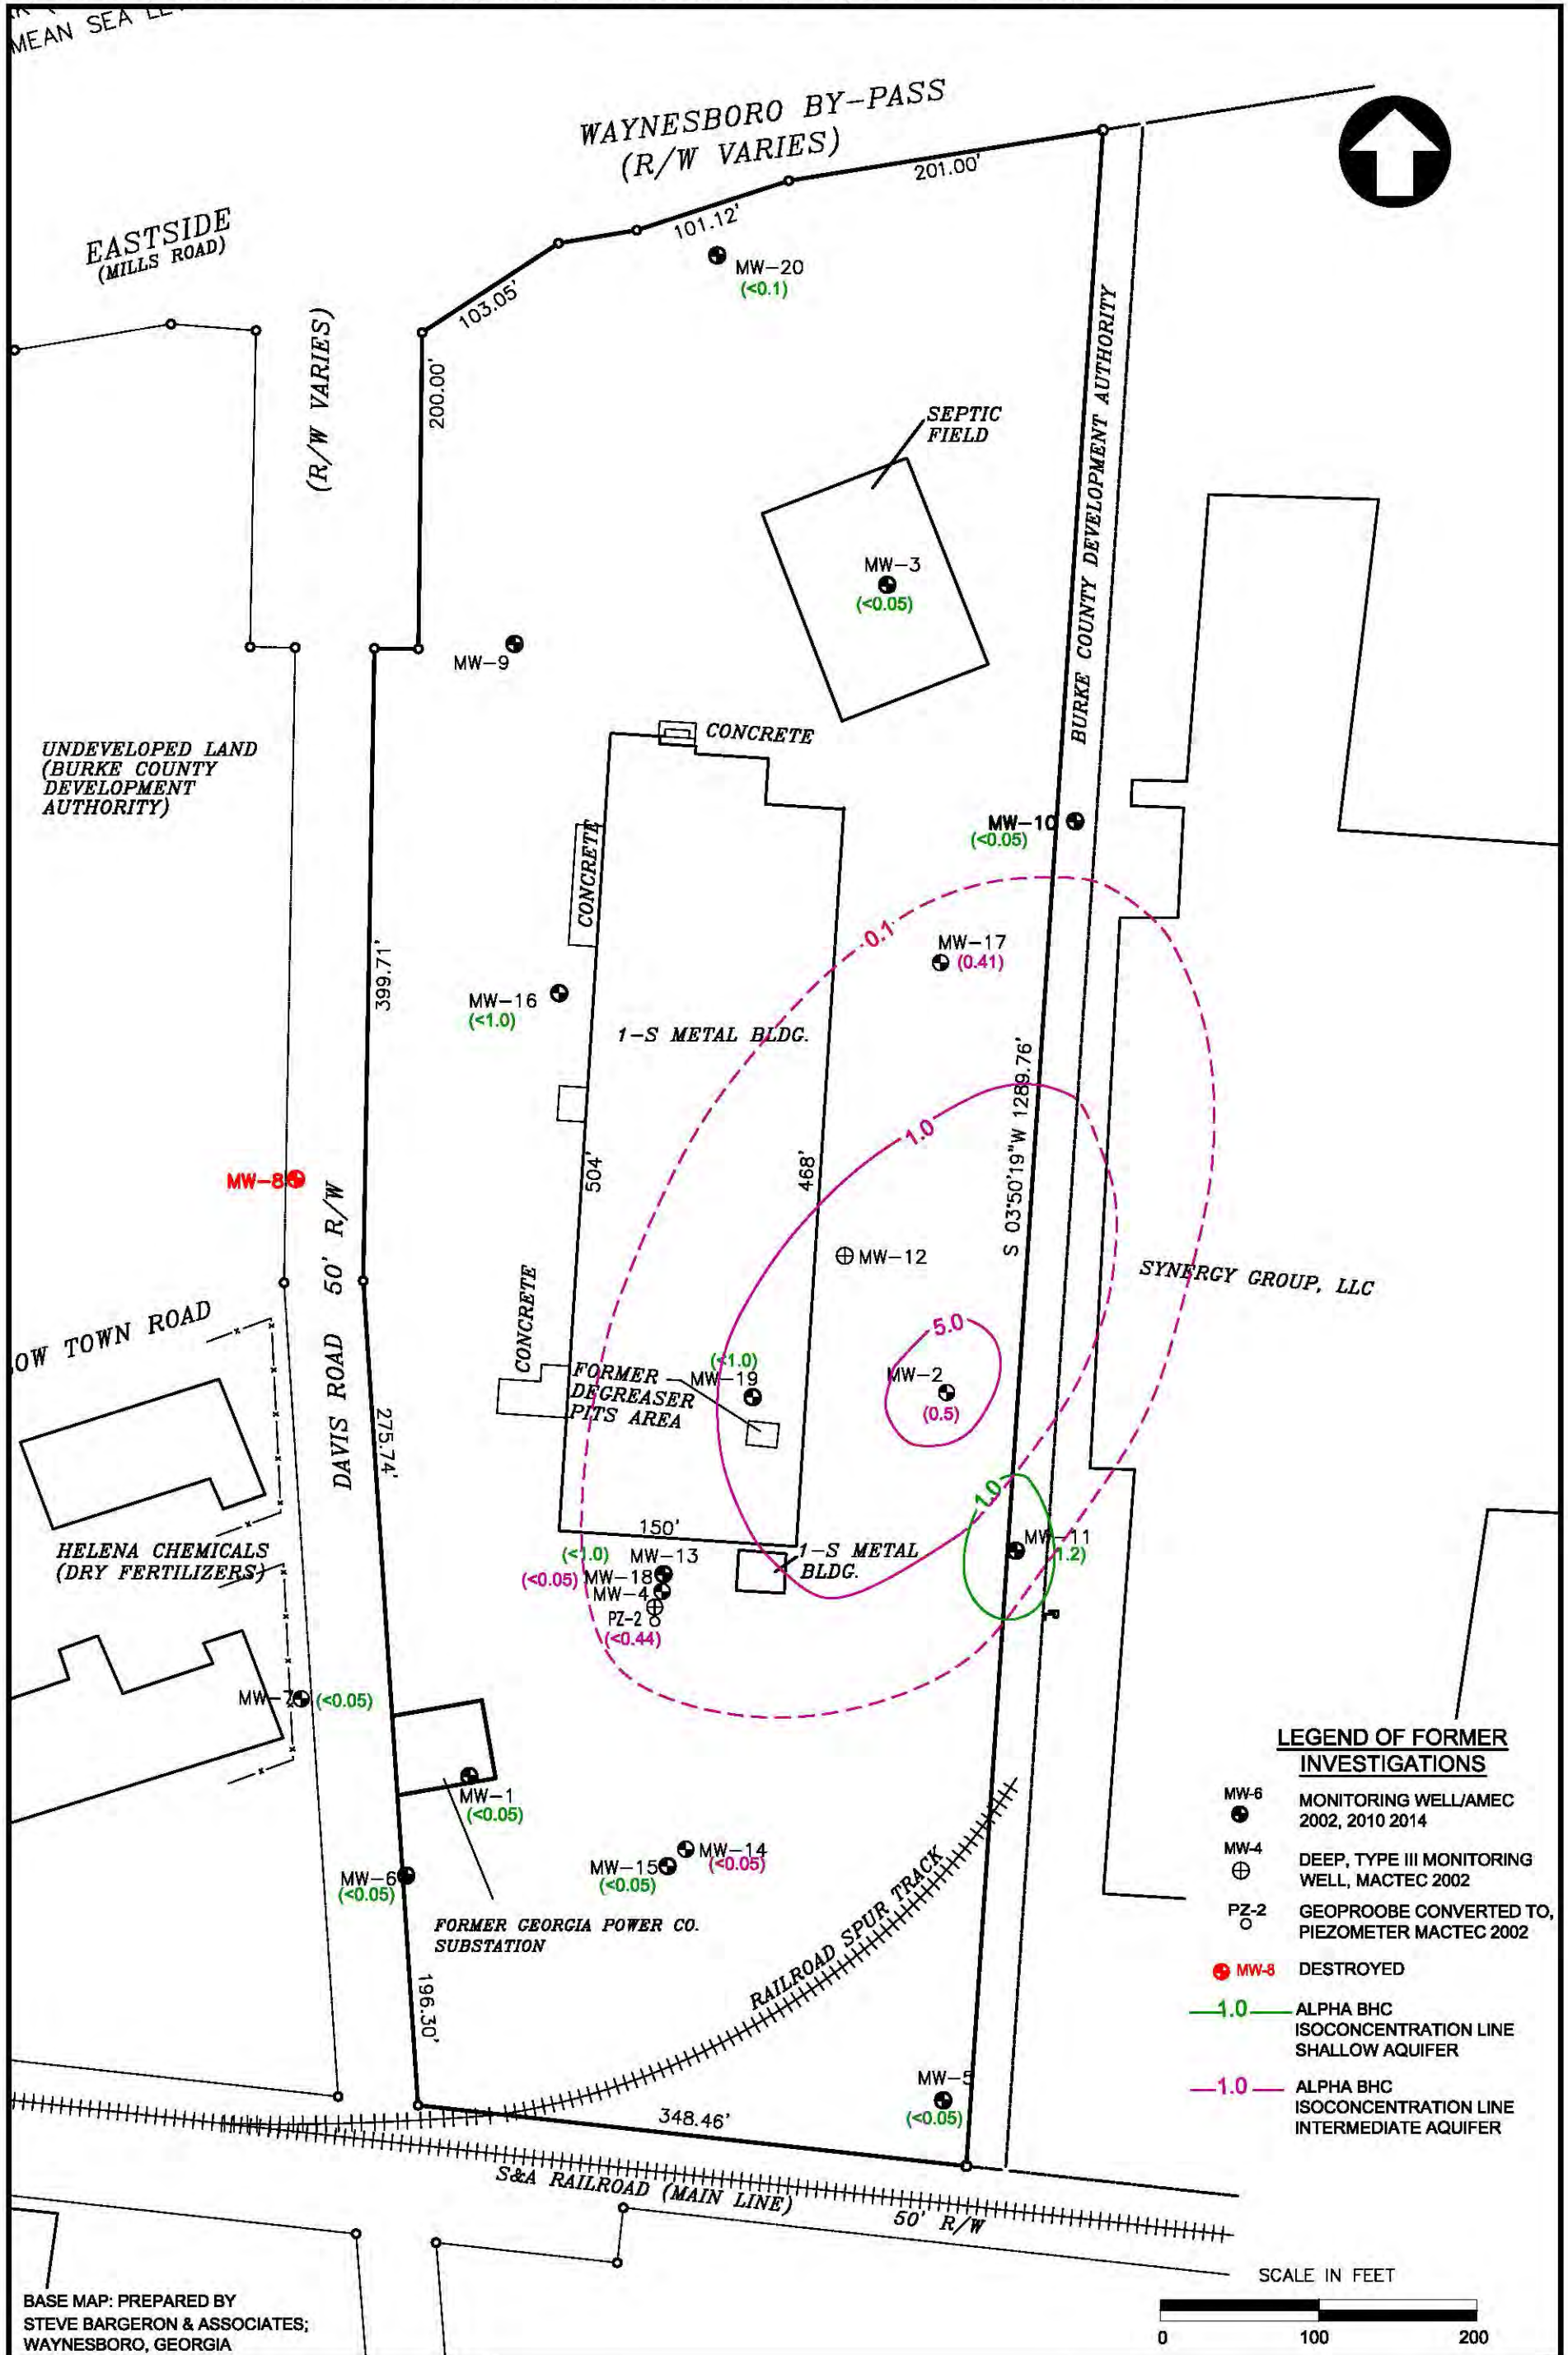 MEAN SEA
WAYNESBORO BY-PASS
(R/W VARIES)
201.00'
101.12'
103.05'
EASTSIDE
(MILLS ROAD)
MW-20
(<0.1)
(R/W VARIES)
200.00'
BURKE COUNTY DEVELOPMENT AUTHORITY
SEPTIC
FIELD
MW-3
(<0.05)
MW-9
CONCRETE
UNDEVELOPED LAND
(BURKE COUNTY
DEVELOPMENT
AUTHORITY)
MW-10
(<0.05)
CONCRETE
0.1
MW-17
(0.41)
399.71'
MW-16
(<1.0)
1-S METAL BLDG.
S 03°50'19"W 1289.76'
1.0
504'
468'
MW-8
DAVIS ROAD 50' R/W
MW-12
SYNERGY GROUP, LLC
OW TOWN ROAD
CONCRETE
5.0
(<1.0)
MW-19
FORMER
DEGREASER
PITS AREA
MW-2
(0.5)
275.74'
1.0
150'
HELENA CHEMICALS
(DRY FERTILIZERS)
(<1.0) MW-13
(<0.05) MW-18
MW-4
PZ-2
(<0.44)
1-S METAL
BLDG.
MW-11
1.2)
MW-7 (<0.05)
MW-1
(<0.05)
MW-14
(<0.05)
MW-15
(<0.05)
MW-6
(<0.05)
FORMER GEORGIA POWER CO.
SUBSTATION
RAILROAD SPUR TRACK
196.30'
MW-5
(<0.05)
348.46'
S&A RAILROAD (MAIN LINE)
50' R/W
LEGEND OF FORMER
INVESTIGATIONS
MW-6
MONITORING WELL/AMEC
2002, 2010 2014
MW-4
DEEP, TYPE III MONITORING
WELL, MACTEC 2002
PZ-2
GEOPROOBE CONVERTED TO,
PIEZOMETER MACTEC 2002
MW-8 DESTROYED
1.0 ALPHA BHC
ISOCONCENTRATION LINE
SHALLOW AQUIFER
1.0 ALPHA BHC
ISOCONCENTRATION LINE
INTERMEDIATE AQUIFER
SCALE IN FEET
0 100 200
BASE MAP: PREPARED BY
STEVE BARGERON & ASSOCIATES;
WAYNESBORO, GEORGIA